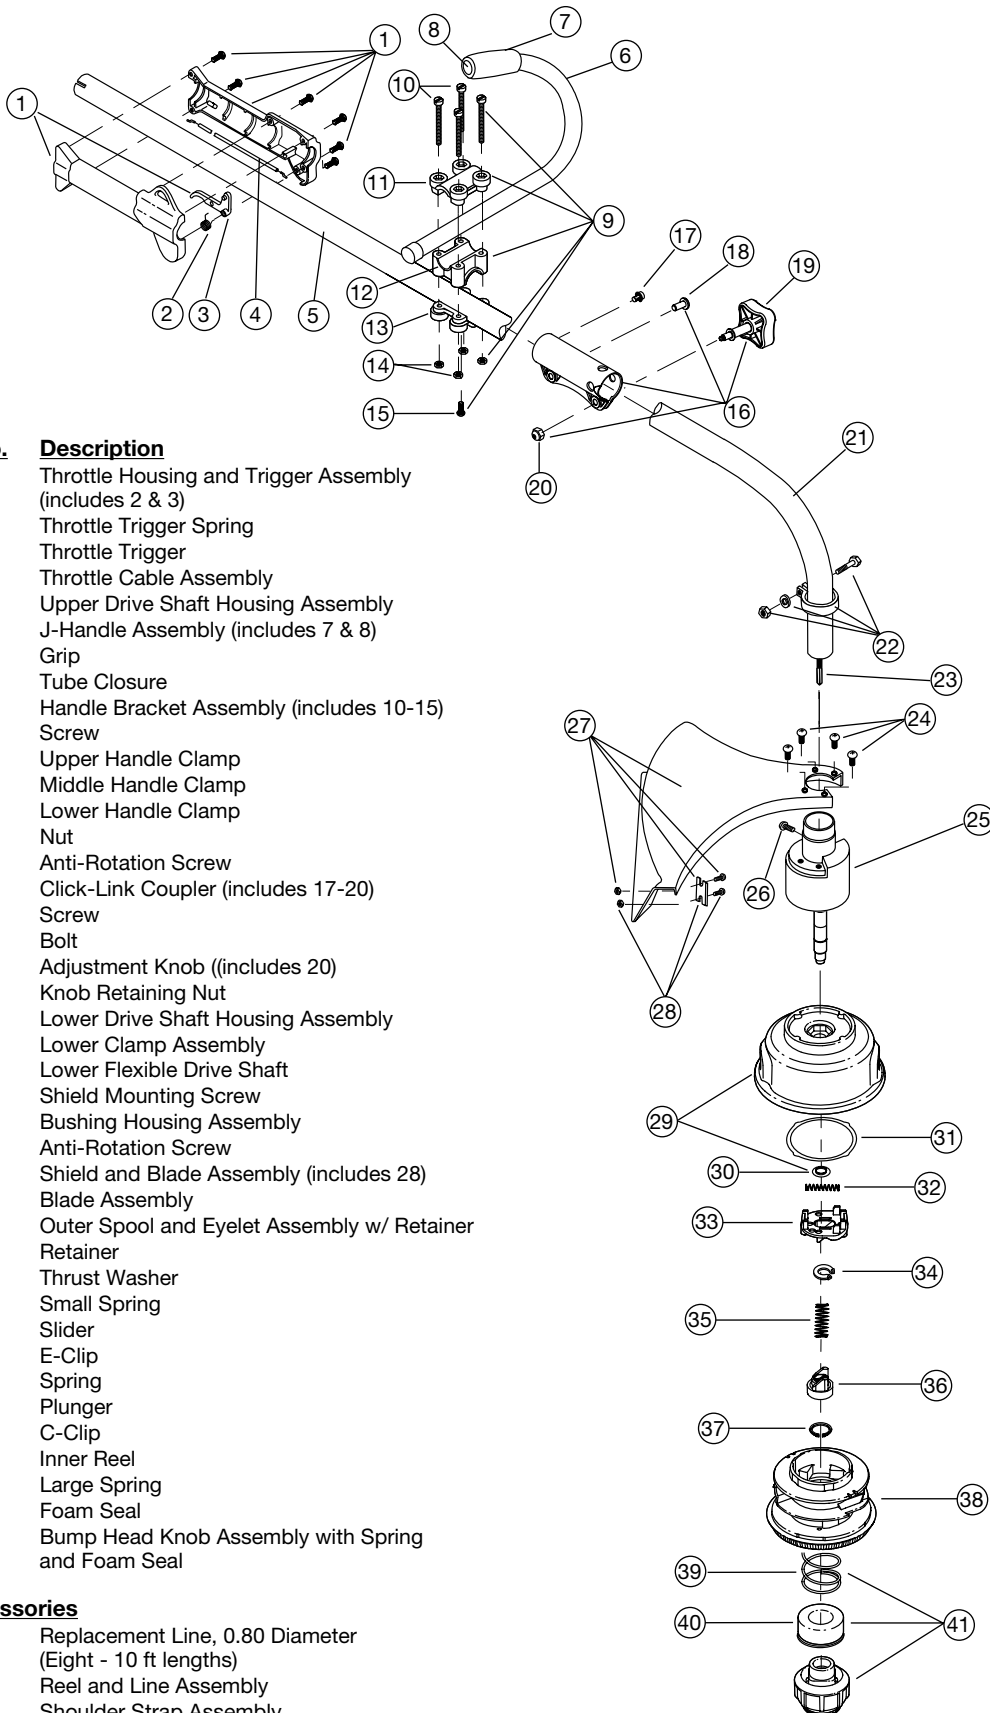 1
8
7
6
10
1
11
9
17
18
19
12
2
3
4
5
13
14
16
15
21
20
22
23
24
27
25
26
28
29
31
30
32
33
34
35
36
37
38
39
40
41
Description
Throttle Housing and Trigger Assembly
(includes 2 & 3)
Throttle Trigger Spring
Throttle Trigger
Throttle Cable Assembly
Upper Drive Shaft Housing Assembly
J-Handle Assembly (includes 7 & 8)
Grip
Tube Closure
Handle Bracket Assembly (includes 10-15)
Screw
Upper Handle Clamp
Middle Handle Clamp
Lower Handle Clamp
Nut
Anti-Rotation Screw
Click-Link Coupler (includes 17-20)
Screw
Bolt
Adjustment Knob ((includes 20)
Knob Retaining Nut
Lower Drive Shaft Housing Assembly
Lower Clamp Assembly
Lower Flexible Drive Shaft
Shield Mounting Screw
Bushing Housing Assembly
Anti-Rotation Screw
Shield and Blade Assembly (includes 28)
Blade Assembly
Outer Spool and Eyelet Assembly w/ Retainer
Retainer
Thrust Washer
Small Spring
Slider
E-Clip
Spring
Plunger
C-Clip
Inner Reel
Large Spring
Foam Seal
Bump Head Knob Assembly with Spring
and Foam Seal
ssories
Replacement Line, 0.80 Diameter
(Eight - 10 ft lengths)
Reel and Line Assembly
Shoulder Strap Assembly